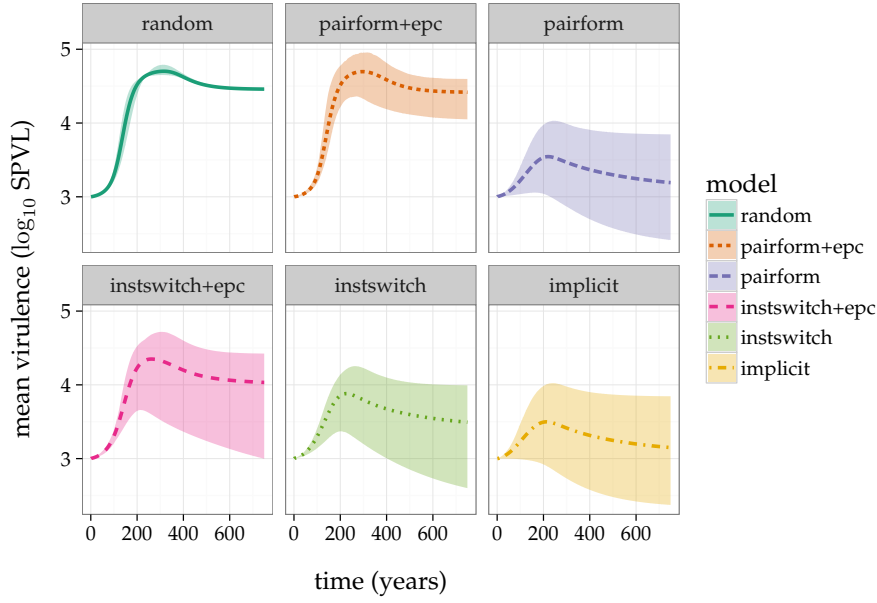 random pairform+epc pairform
5
4
3
instswitch+epc instswitch implicit
5
4
3
0 200 400 600 0 200 400 600 0 200 400 600
time (years)
mean virulence (log10 SPVL)
model
random
pairform+epc
pairform
instswitch+epc
instswitch
implicit